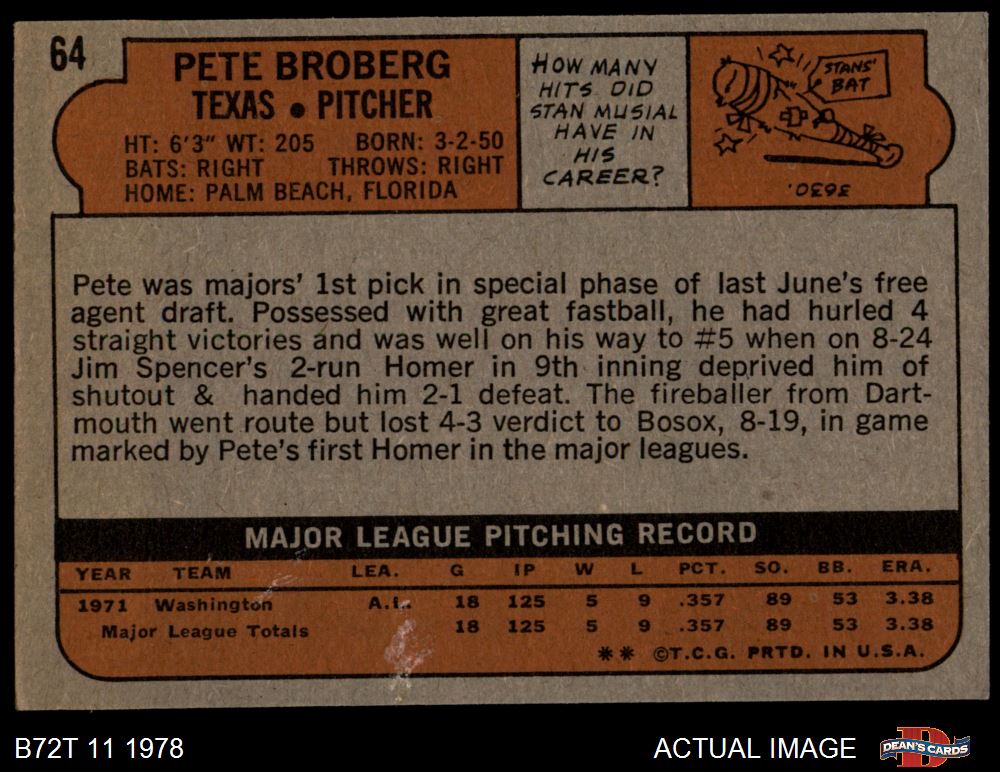 64
PETE BROBERG
TEXAS • PITCHER
HT: 6'3" WT: 205 BORN: 3-2-50
BATS: RIGHT THROWS: RIGHT
HOME: PALM BEACH, FLORIDA
HOW MANY
HITS DID
STAN MUSIAL
HAVE IN
HIS
CAREER?
STANS'
BAT
3630.
Pete was majors' 1st pick in special phase of last June's free
agent draft. Possessed with great fastball, he had hurled 4
straight victories and was well on his way to #5 when on 8-24
Jim Spencer's 2-run Homer in 9th inning deprived him of
shutout & handed him 2-1 defeat. The fireballer from Dart-
mouth went route but lost 4-3 verdict to Bosox, 8-19, in game
marked by Pete's first Homer in the major leagues.
MAJOR LEAGUE PITCHING RECORD
YEAR TEAM LEA. G IP W L PCT. SO. BB. ERA.
1971 Washington A.L. 18 125 5 9 .357 89 53 3.38
Major League Totals 18 125 5 9 .357 89 53 3.38
** ©T.C.G. PRTD. IN U.S.A.
B72T 11 1978 ACTUAL IMAGE DEAN'S CARDS